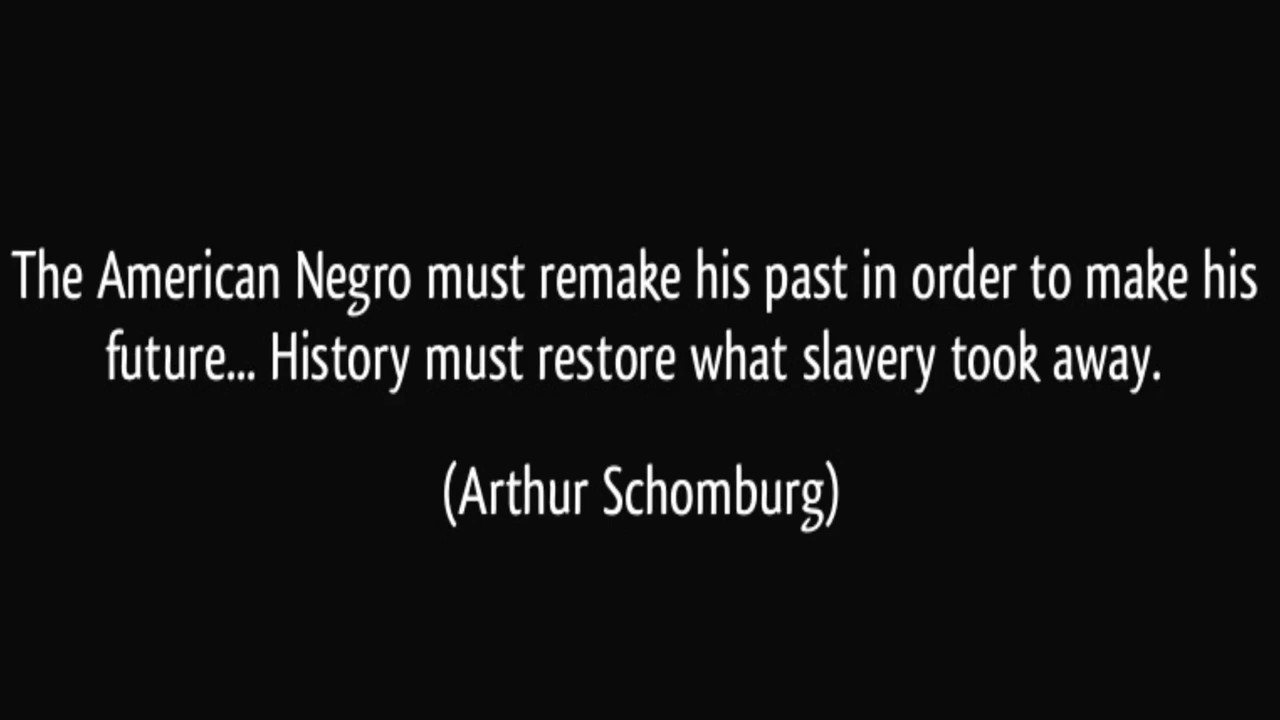 The American Negro must remake his past in order to make his
future... History must restore what slavery took away.
(Arthur Schomburg)